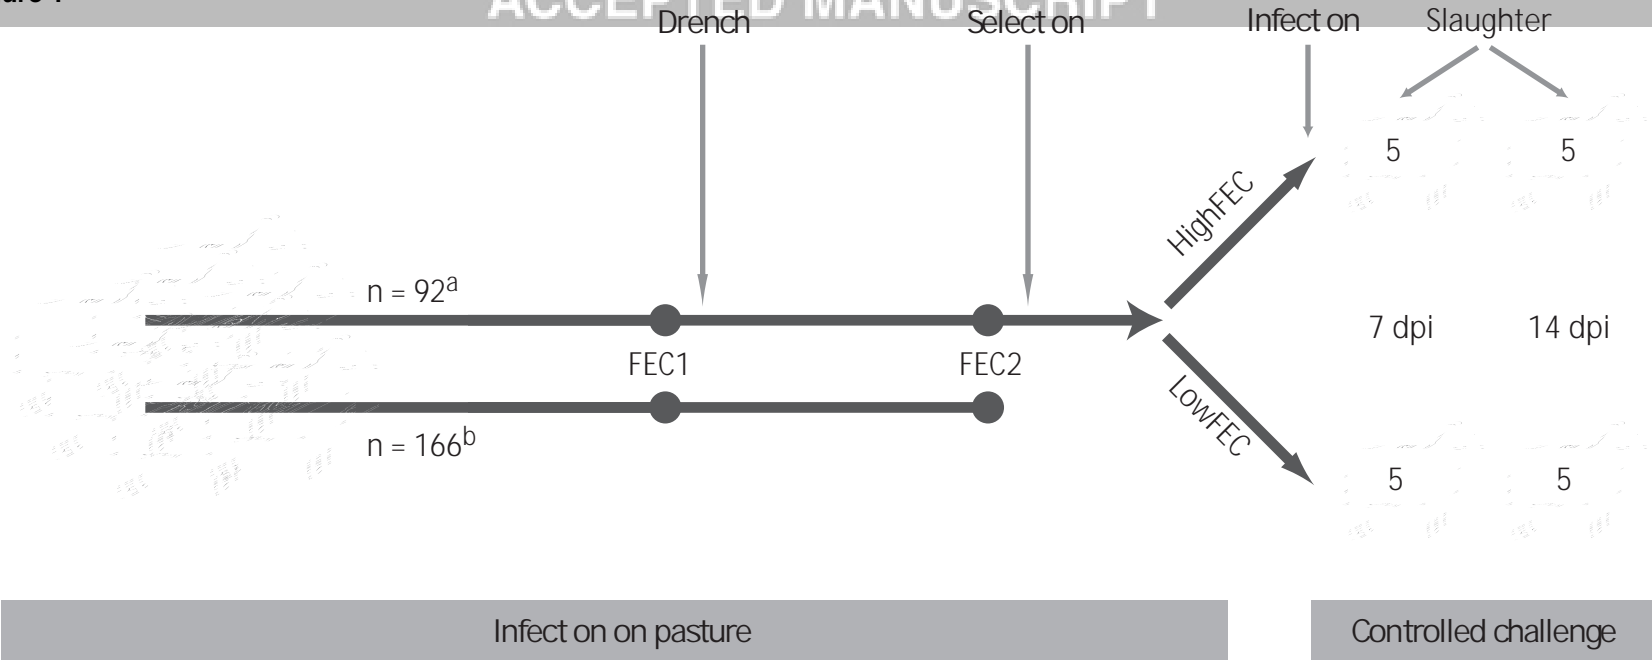 ACCEPTED MANUSCRIPT
Drench
Select on
Infect on
Slaughter
5
5
HighFEC
n = 92a
FEC1
FEC2
7 dpi
14 dpi
LowFEC
n = 166b
5
5
Infect on on pasture
Controlled challenge